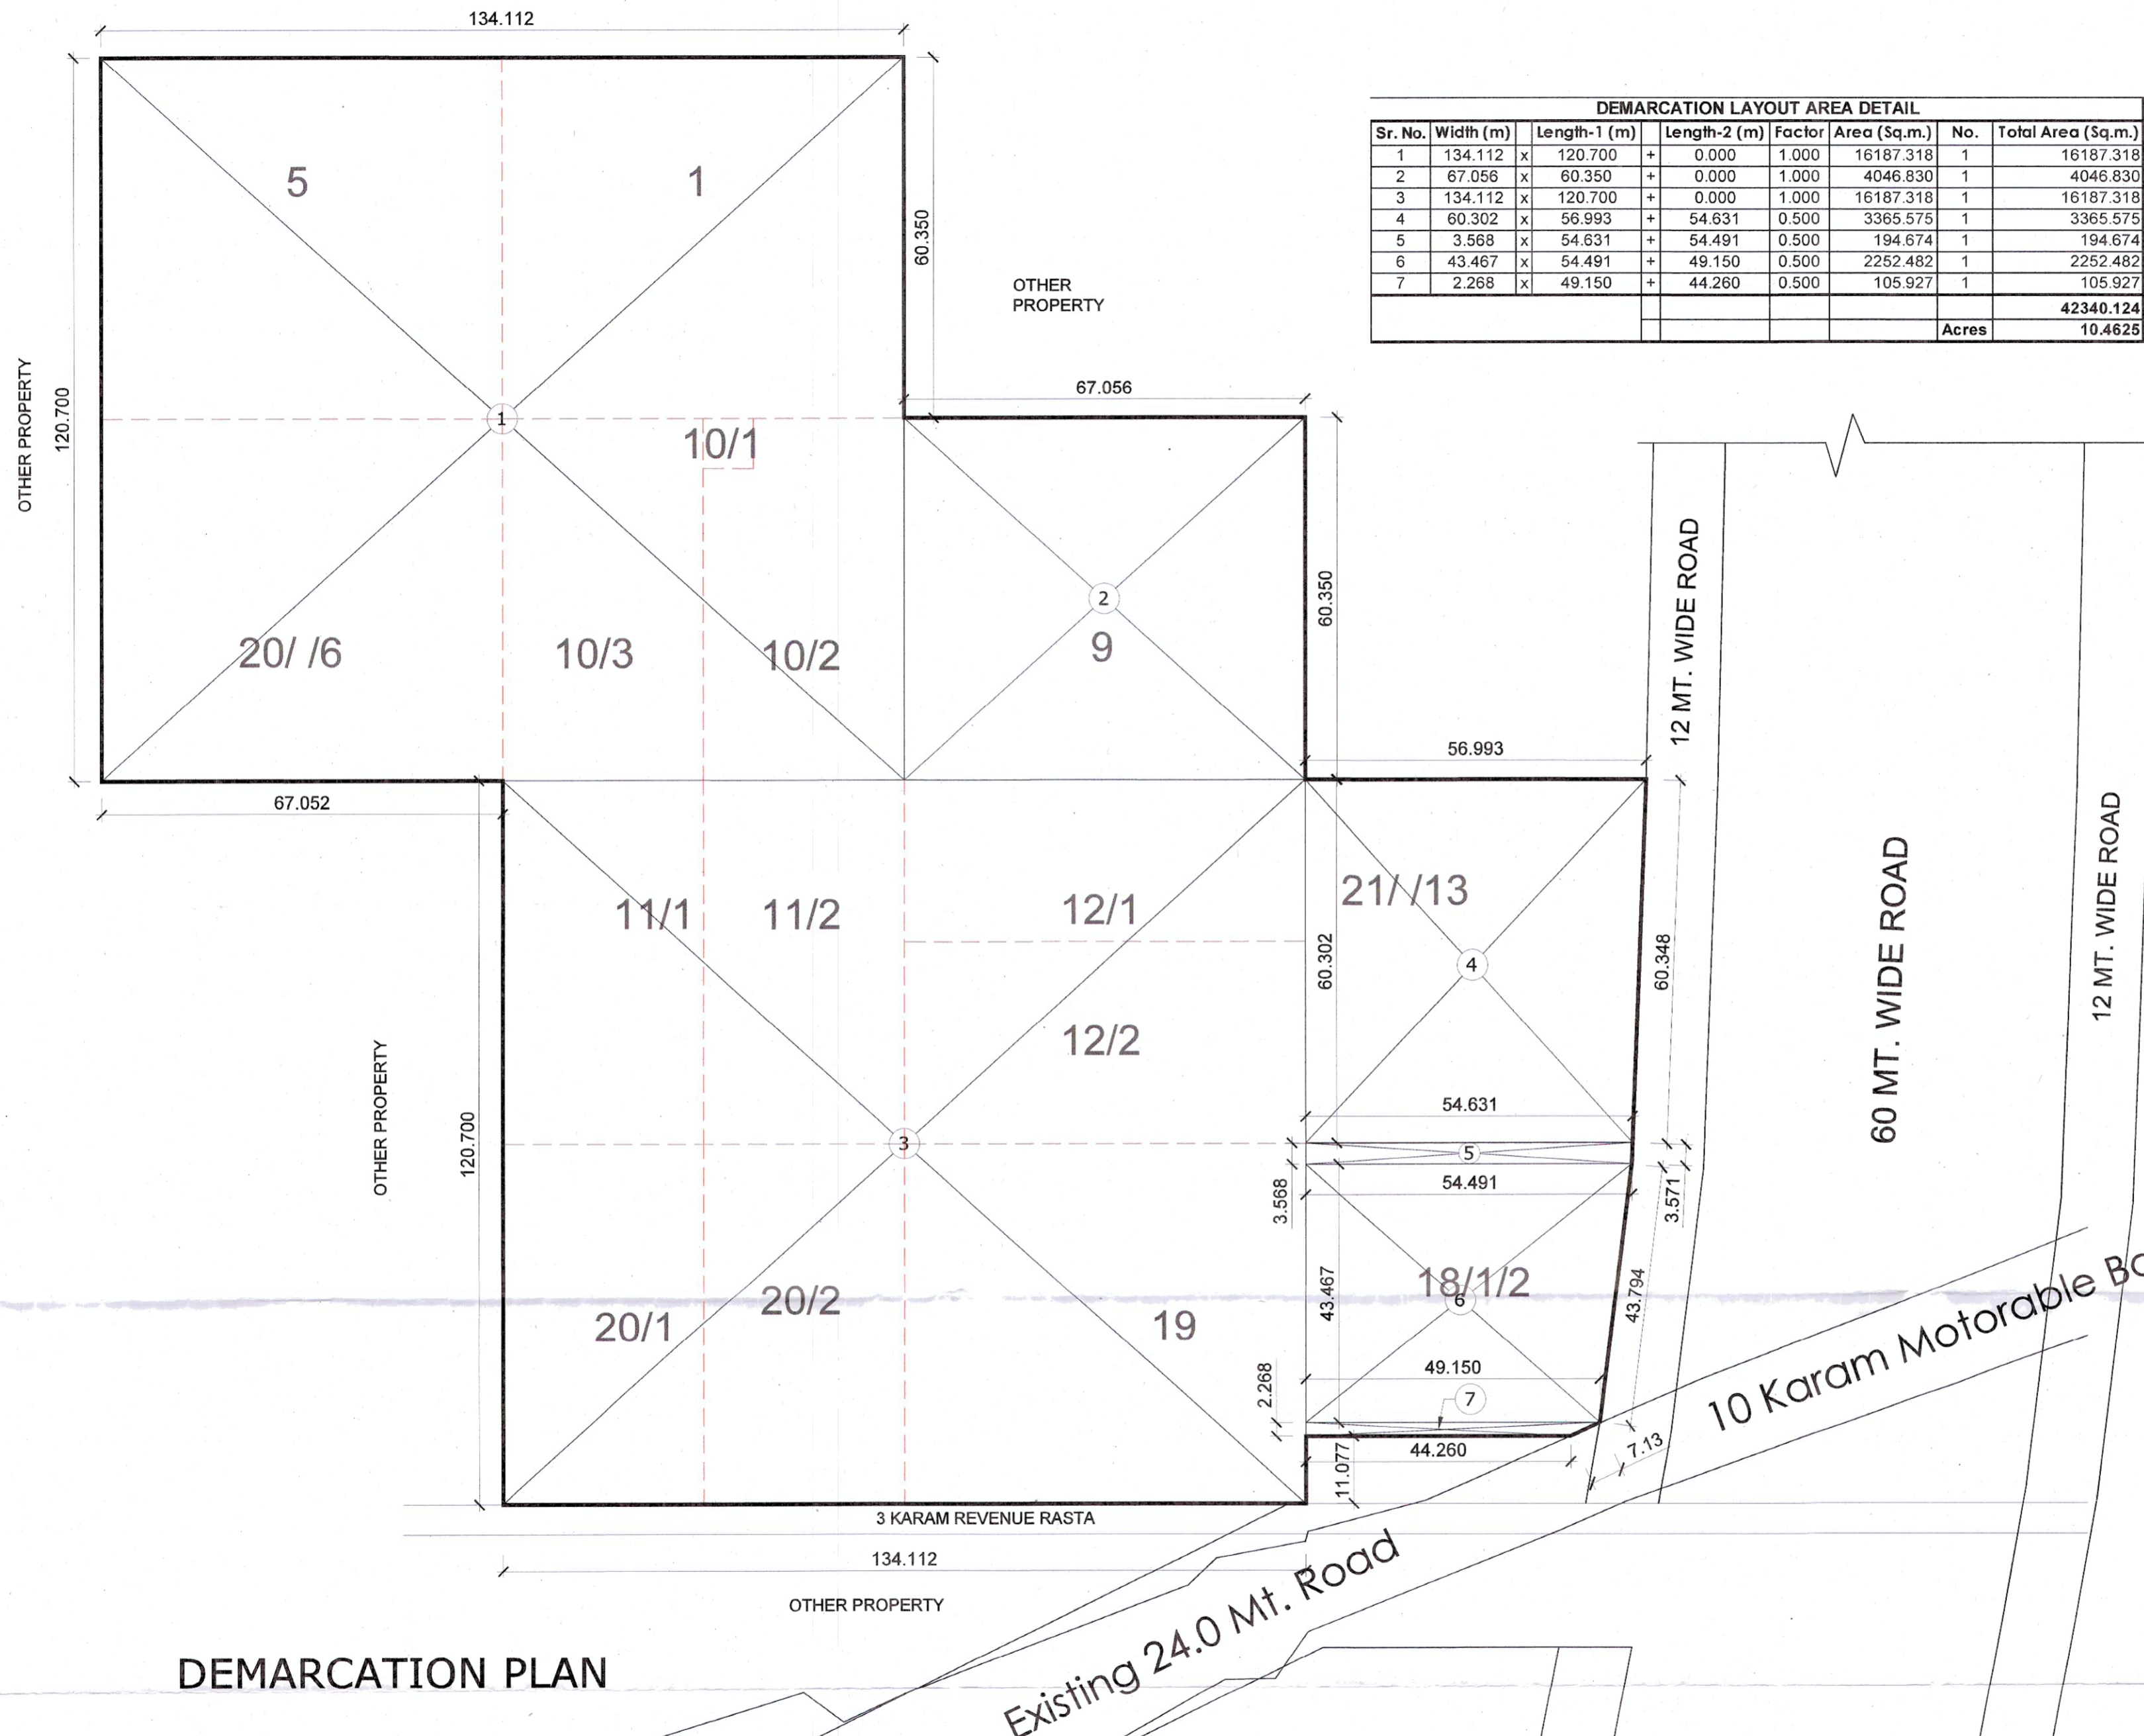 134.112
DEMARCATION LAYOUT AREA DETAIL
Sr. No. Width (m) Length-1 (m) Length-2 (m) Factor Area (Sq.m.) No. Total Area (Sq.m.)
1 134.112 x 120.700 + 0.000 1.000 16187.318 1 16187.318
2 67.056 x 60.350 + 0.000 1.000 4046.830 1 4046.830
3 134.112 x 120.700 + 0.000 1.000 16187.318 1 16187.318
4 60.302 x 56.993 + 54.631 0.500 3365.575 1 3365.575
5 3.568 x 54.631 + 54.491 0.500 194.674 1 194.674
6 43.467 x 54.491 + 49.150 0.500 2252.482 1 2252.482
7 2.268 x 49.150 + 44.260 0.500 105.927 1 105.927
42340.124
Acres 10.4625
5
1
60.350
OTHER
PROPERTY
OTHER PROPERTY
120.700
67.056
1
10/1
60.350
2
9
20/ /6
10/3
10/2
12 MT. WIDE ROAD
56.993
67.052
11/1
11/2
12/1
21/ /13
60.302
4
60.348
60 MT. WIDE ROAD
12 MT. WIDE ROAD
12/2
OTHER PROPERTY
120.700
3
54.631
5
54.491
3.568
3.571
20/1
20/2
19
43.467
18/1/2
6
43.794
49.150
2.268
7
44.260
11.077
7.13
10 Karam Motorable
3 KARAM REVENUE RASTA
134.112
OTHER PROPERTY
Existing 24.0 Mt. Road
DEMARCATION PLAN